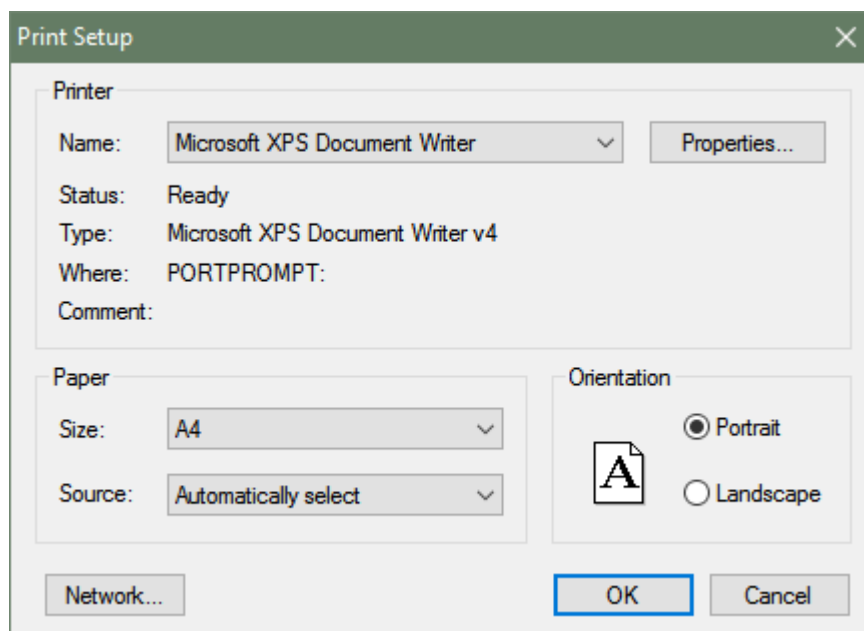 Print Setup
Printer
Name: Microsoft XPS Document Writer Properties...
Status: Ready
Type: Microsoft XPS Document Writer v4
Where: PORTPROMPT:
Comment:
Paper Orientation
Size: A4 Portrait
A
Source: Automatically select Landscape
Network... OK Cancel